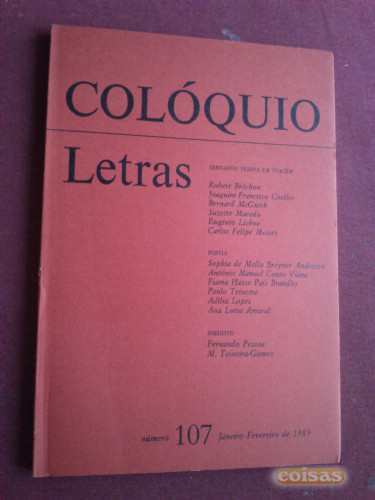 COLÓQUIO
Letras
FERNANDO PESSOA EM VIAGEM
Robert Bréchon
Joaquim-Francisco Coelho
Bernard McGuirk
Suzette Macedo
Eugénio Lisboa
Carlos Felipe Moisés
POESIA
Sophia de Mello Breyner Andresen
António Manuel Couto Viana
Fiama Hasse Pais Brandão
Paulo Teixeira
Adília Lopes
Ana Luísa Amaral
INÉDITOS
Fernando Pessoa
M. Teixeira-Gomes
número 107 Janeiro-Fevereiro de 1989
coisas